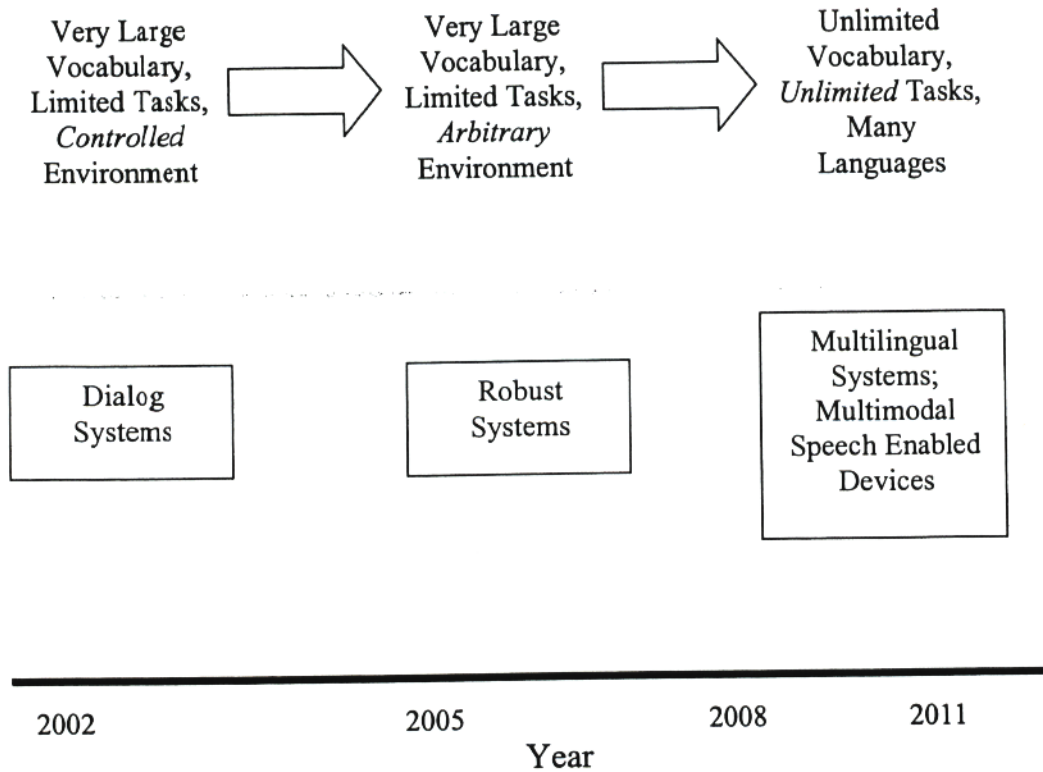 Very Large
Vocabulary,
Limited Tasks,
Controlled
Environment
Very Large
Vocabulary,
Limited Tasks,
Arbitrary
Environment
Unlimited
Vocabulary,
Unlimited Tasks,
Many
Languages
Dialog
Systems
Robust
Systems
Multilingual
Systems;
Multimodal
Speech Enabled
Devices
2002
2005
2008
2011
Year